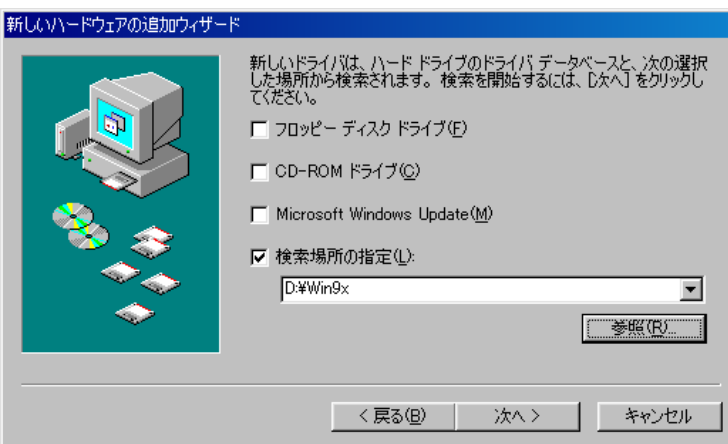 新しいハードウェアの追加ウィザード
新しいドライバは、ハード ドライブのドライバ データベースと、次の選択
した場所から検索されます。検索を開始するには、[次へ] をクリックし
てください。
フロッピー ディスク ドライブ(F)
CD-ROM ドライブ(C)
Microsoft Windows Update(M)
検索場所の指定(L):
D:¥Win9x
参照(R)...
< 戻る(B)
次へ >
キャンセル